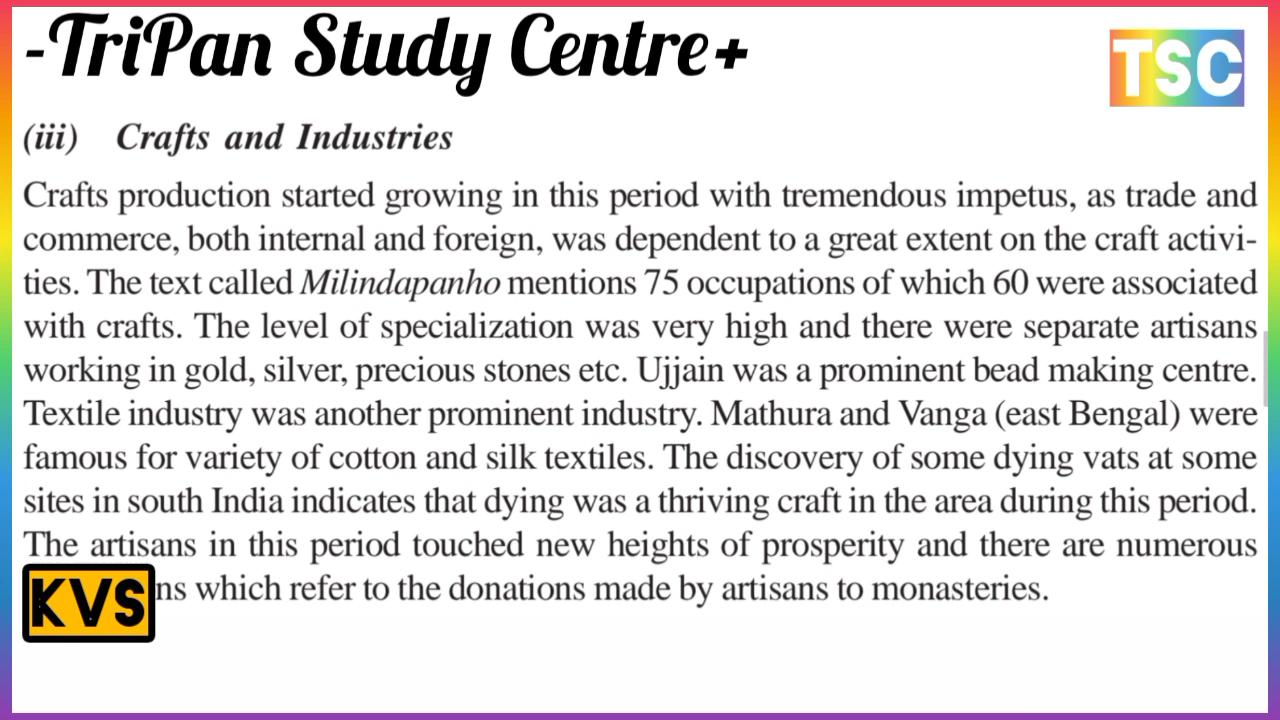 -TriPan Study Centre+
TSC
(iii) Crafts and Industries
Crafts production started growing in this period with tremendous impetus, as trade and
commerce, both internal and foreign, was dependent to a great extent on the craft activi-
ties. The text called Milindapanho mentions 75 occupations of which 60 were associated
with crafts. The level of specialization was very high and there were separate artisans
working in gold, silver, precious stones etc. Ujjain was a prominent bead making centre.
Textile industry was another prominent industry. Mathura and Vanga (east Bengal) were
famous for variety of cotton and silk textiles. The discovery of some dying vats at some
sites in south India indicates that dying was a thriving craft in the area during this period.
The artisans in this period touched new heights of prosperity and there are numerous
KVS
which refer to the donations made by artisans to monasteries.